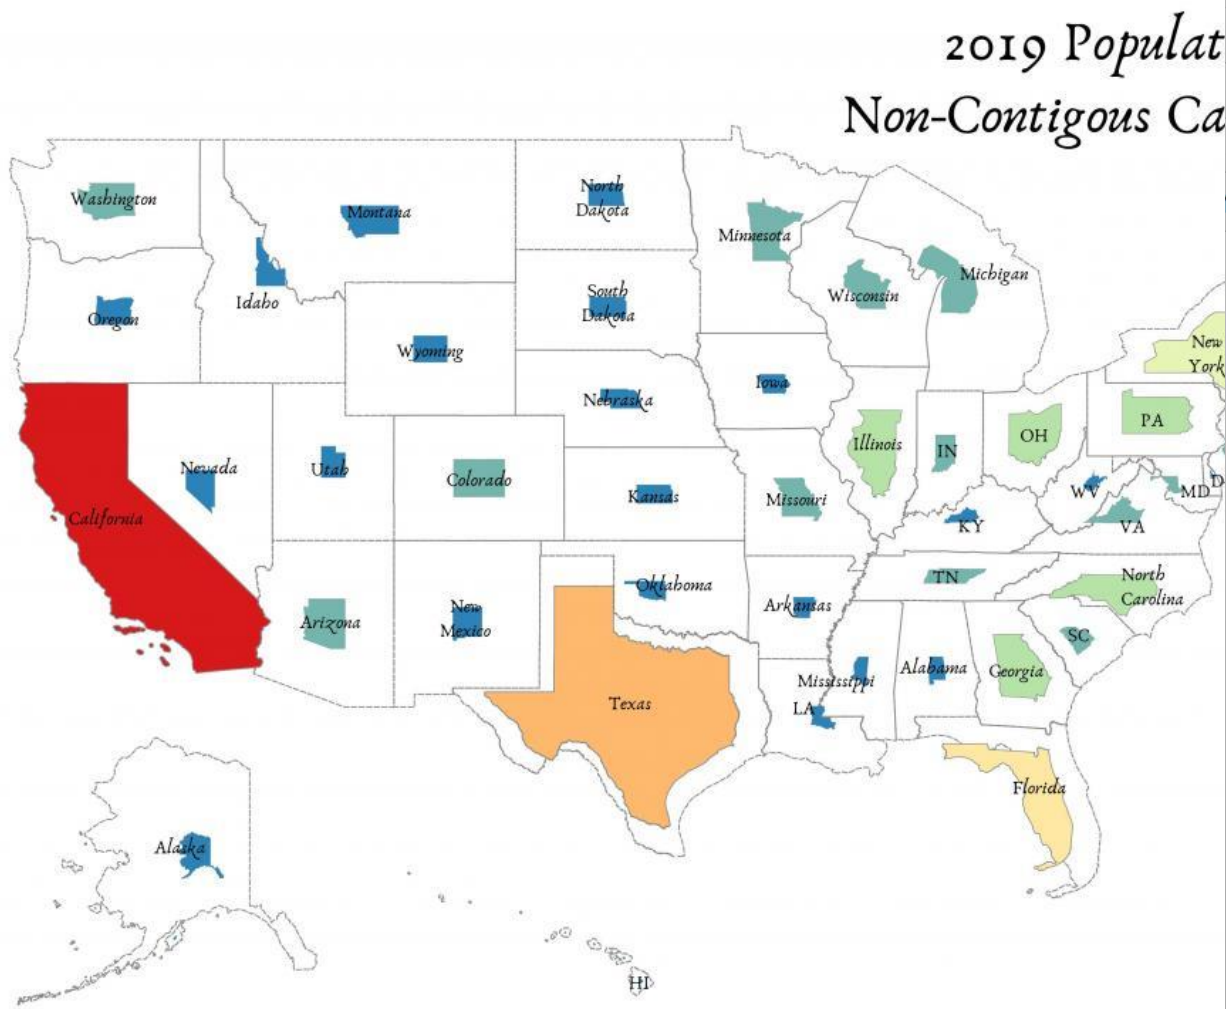 2019 Populat
Non-Contigous Ca
Washington
Montana
North
Dakota
Minnesota
Michigan
Idaho
Oregon
South
Dakota
Wisconsin
Wyoming
New
York
Nebraska
Iowa
Nevada
Utah
Colorado
Kansas
Missouri
Illinois
IN
OH
PA
California
WV
MD
D
KY
VA
Arizona
New
Mexico
Oklahoma
Arkansas
TN
North
Carolina
SC
Texas
Mississippi
Alabama
Georgia
LA
Florida
Alaska
HI